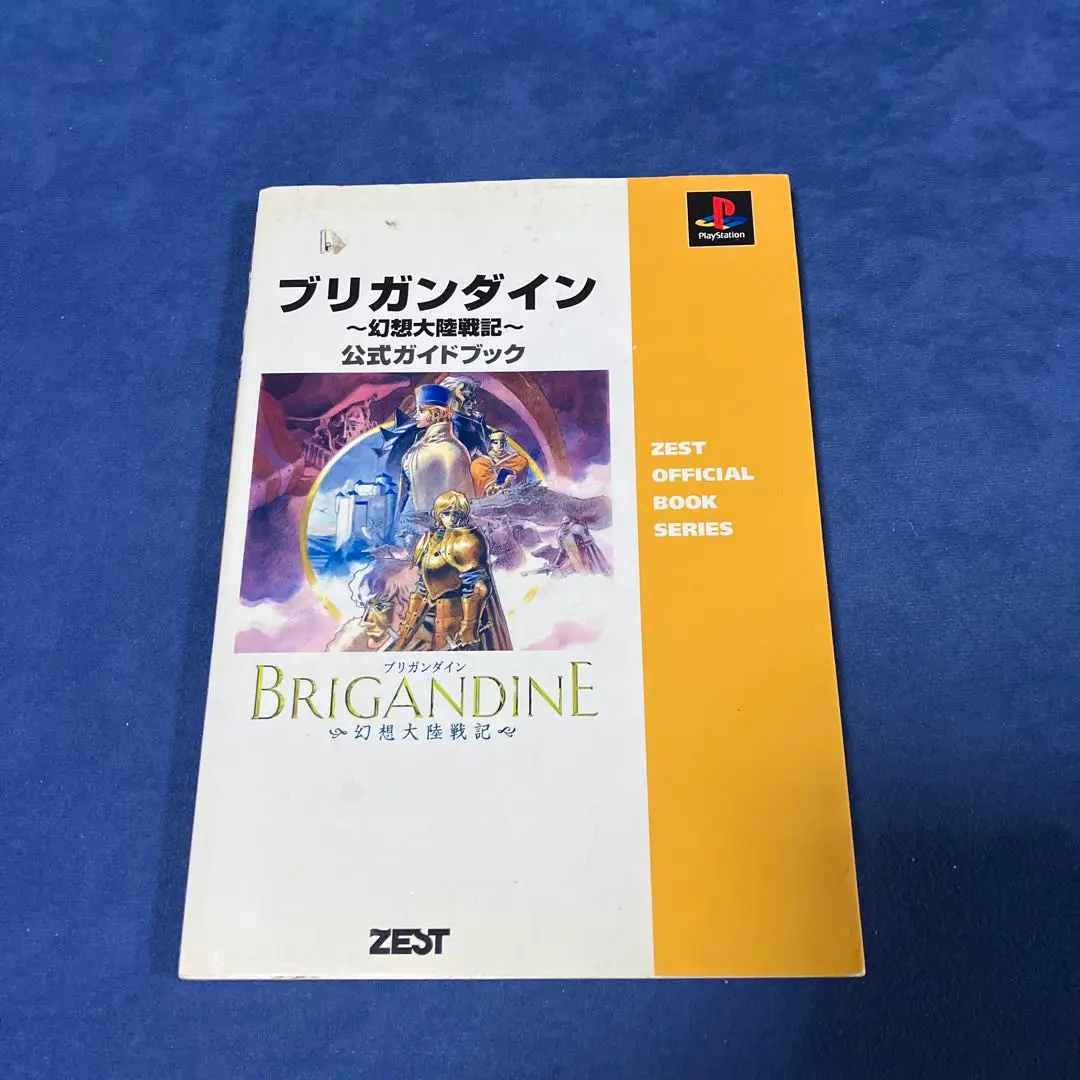 PlayStation
ブリガンダイン
～幻想大陸戦記～
公式ガイドブック
ZEST
OFFICIAL
BOOK
SERIES
ブリガンダイン
BRIGANDINE
幻想大陸戦記
ZEST